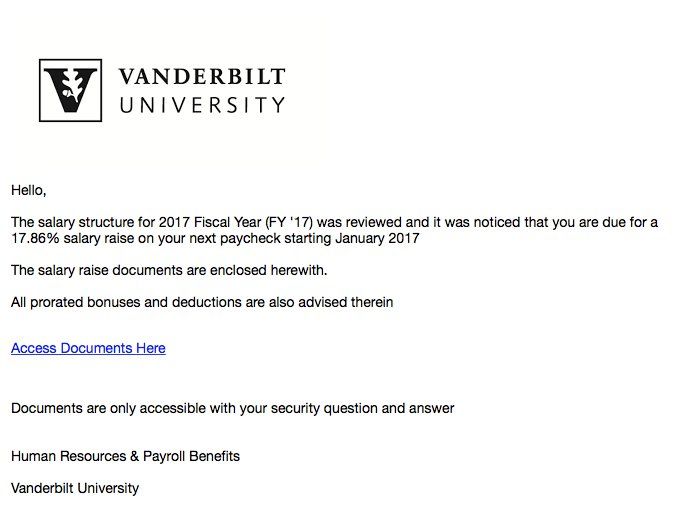 VANDERBILT
UNIVERSITY
Hello,
The salary structure for 2017 Fiscal Year (FY '17) was reviewed and it was noticed that you are due for a
17.86% salary raise on your next paycheck starting January 2017
The salary raise documents are enclosed herewith.
All prorated bonuses and deductions are also advised therein
Access Documents Here
Documents are only accessible with your security question and answer
Human Resources & Payroll Benefits
Vanderbilt University